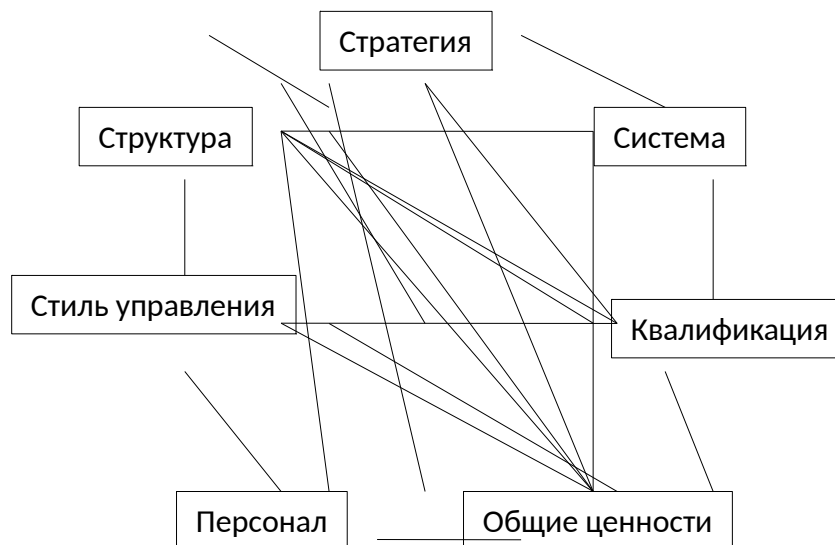 Стратегия
Структура
Система
Стиль управления
Квалификация
Персонал
Общие ценности